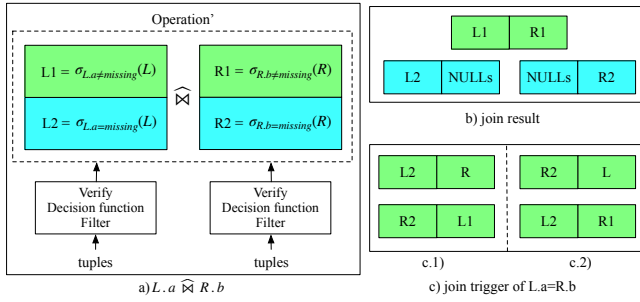 Operation’
L1 = σL.a≠missing(L)
R1 = σR.b≠missing(R)
⋈̂
L2 = σL.a=missing(L)
R2 = σR.b=missing(R)
Verify
Decision function
Filter
Verify
Decision function
Filter
tuples
tuples
a) L.a ⋈̂ R.b
L1 R1
L2 NULLs
NULLs R2
b) join result
L2 R
R2 L
R2 L1
L2 R1
c.1)
c.2)
c) join trigger of L.a=R.b